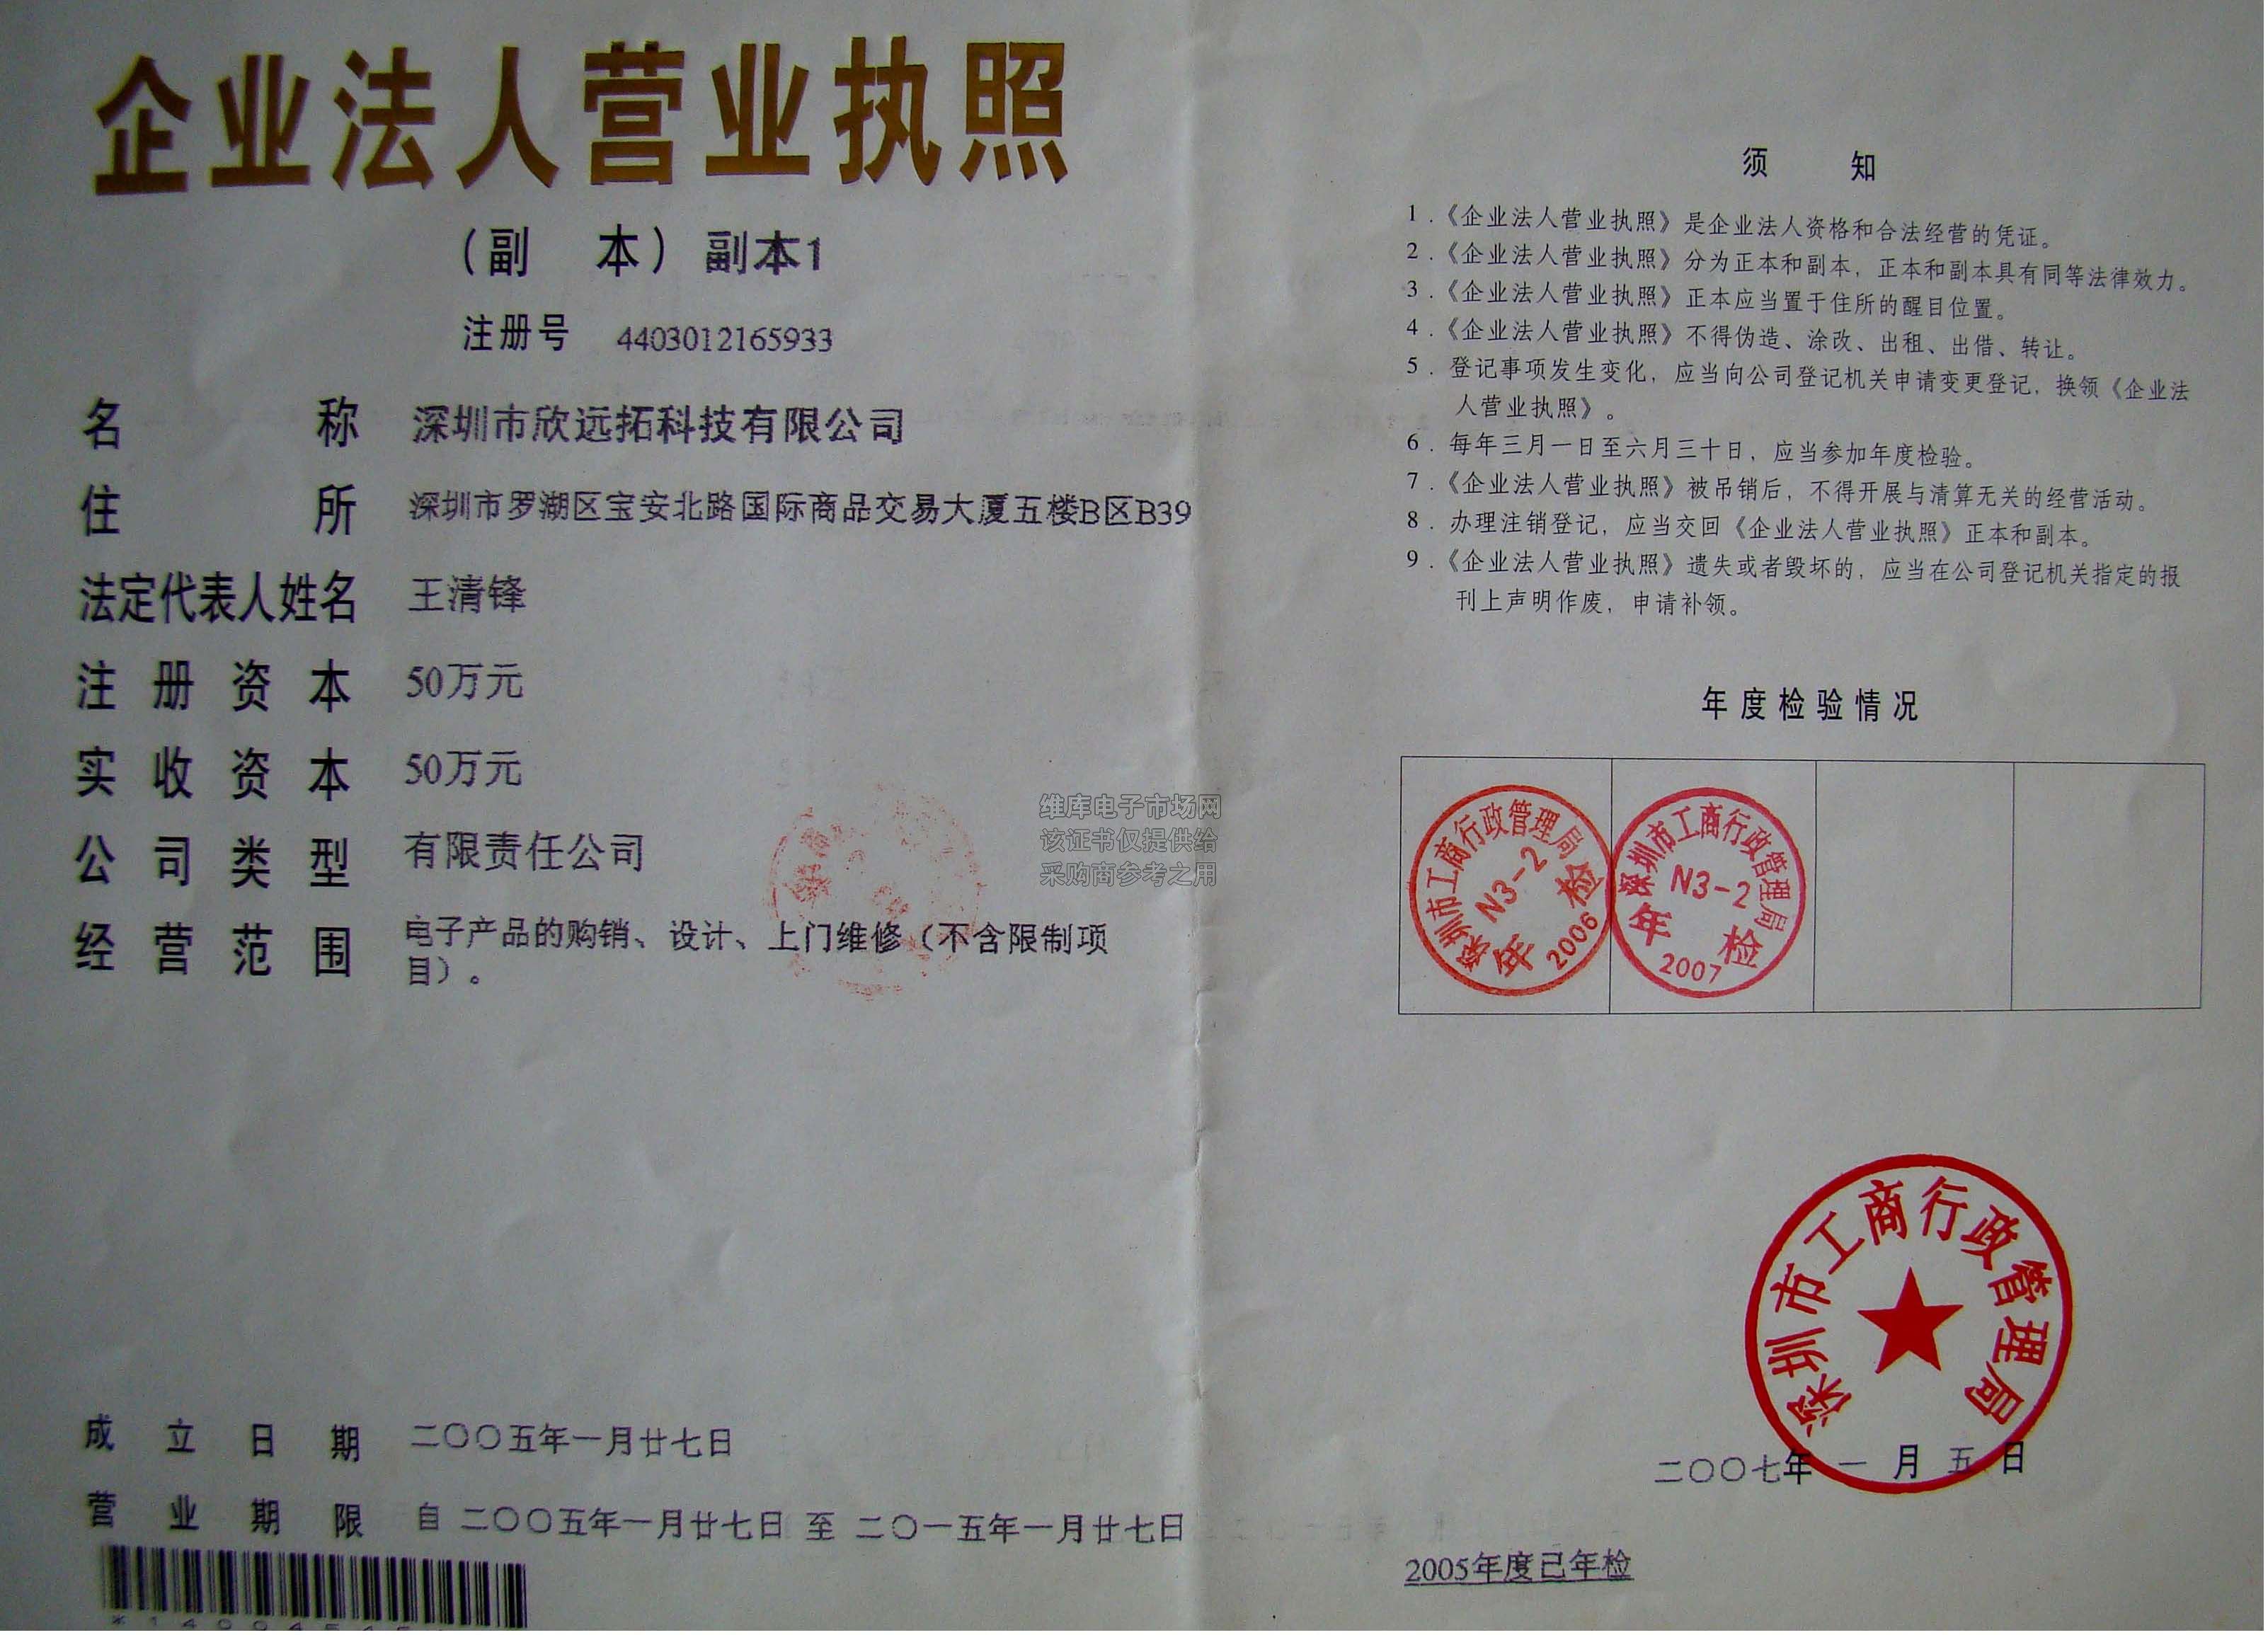 企业法人营业执照
（副 本）副本1
注册号 4403012165933
名 称 深圳市欣远拓科技有限公司
住 所 深圳市罗湖区宝安北路国际商品交易大厦五楼B区B39
法定代表人姓名 王清锋
注册资本 50万元
实收资本 50万元
公司类型 有限责任公司
经营范围 电子产品的购销、设计、上门维修（不含限制项
目）。
维库电子市场网
该证书仅提供给
采购商参考之用
成立日期 二〇〇五年一月廿七日
营业期限 自 二〇〇五年一月廿七日 至 二〇一五年一月廿七日
须 知
1．《企业法人营业执照》是企业法人资格和合法经营的凭证。
2．《企业法人营业执照》分为正本和副本，正本和副本具有同等法律效力。
3．《企业法人营业执照》正本应当置于住所的醒目位置。
4．《企业法人营业执照》不得伪造、涂改、出租、出借、转让。
5．登记事项发生变化，应当向公司登记机关申请变更登记，换领《企业法
人营业执照》。
6．每年三月一日至六月三十日，应当参加年度检验。
7．《企业法人营业执照》被吊销后，不得开展与清算无关的经营活动。
8．办理注销登记，应当交回《企业法人营业执照》正本和副本。
9．《企业法人营业执照》遗失或者毁坏的，应当在公司登记机关指定的报
刊上声明作废，申请补领。
年度检验情况
深圳市工商行政管理局
N3-2
年检
2006
深圳市工商行政管理局
N3-2
年检
2007
深圳市工商行政管理局
二〇〇七年一月五日
2005年度已年检